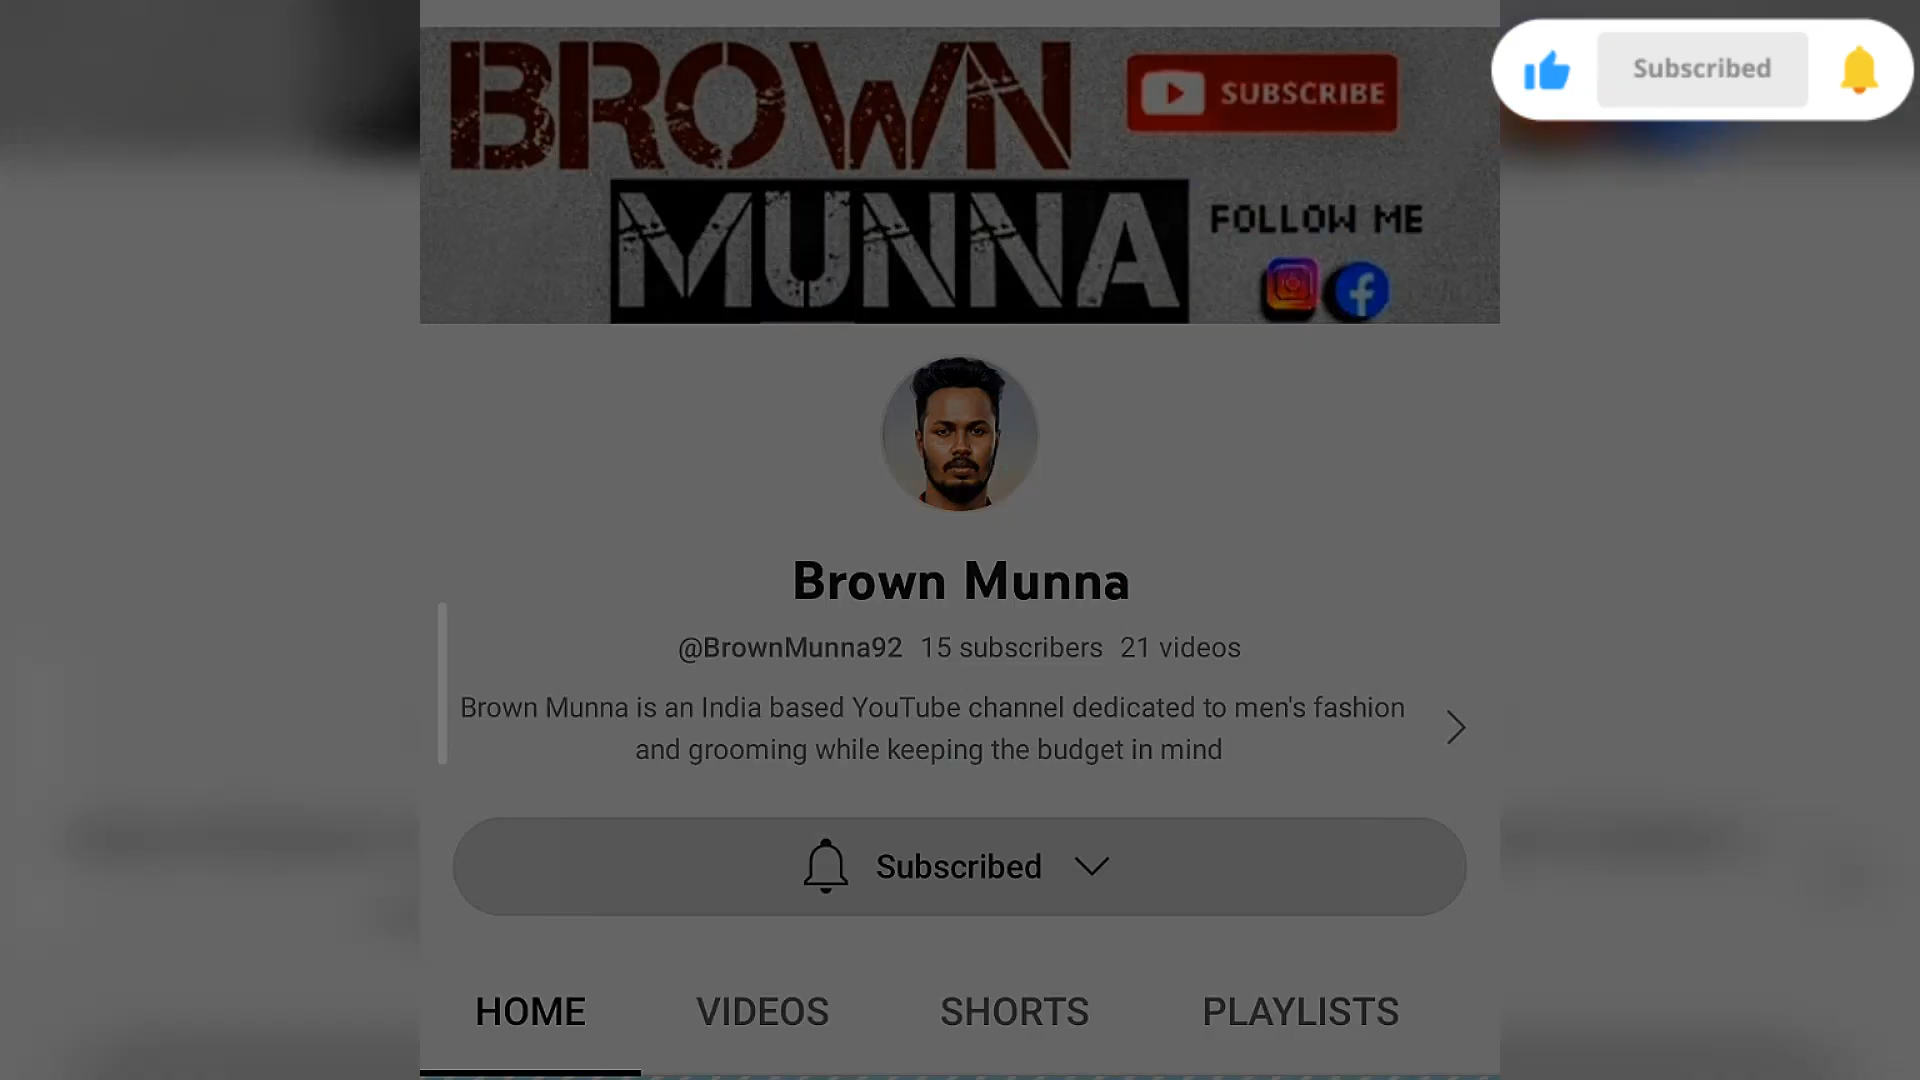 BROWN
SUBSCRIBE
Subscribed
MUNNA
FOLLOW ME
Brown Munna
@BrownMunna92 15 subscribers 21 videos
Brown Munna is an India based YouTube channel dedicated to men's fashion
and grooming while keeping the budget in mind
Subscribed
HOME VIDEOS SHORTS PLAYLISTS